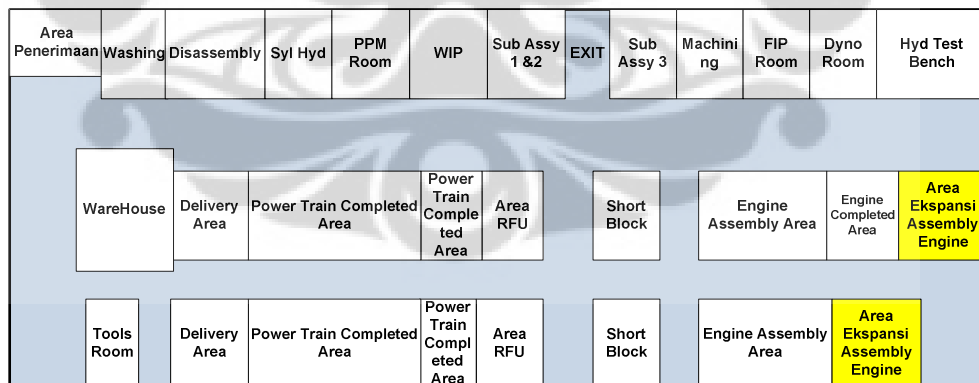 Area
Penerimaan
Washing
Disassembly
Syl Hyd
PPM
Room
WIP
Sub Assy
1 &2
EXIT
Sub
Assy 3
Machini
ng
FIP
Room
Dyno
Room
Hyd Test
Bench
WareHouse
Delivery
Area
Power Train Completed
Area
Power
Train
Comple
ted
Area
Area
RFU
Short
Block
Engine
Assembly Area
Engine
Completed
Area
Area
Ekspansi
Assembly
Engine
Tools
Room
Delivery
Area
Power Train Completed
Area
Power
Train
Compl
eted
Area
Area
RFU
Short
Block
Engine Assembly
Area
Area
Ekspansi
Assembly
Engine